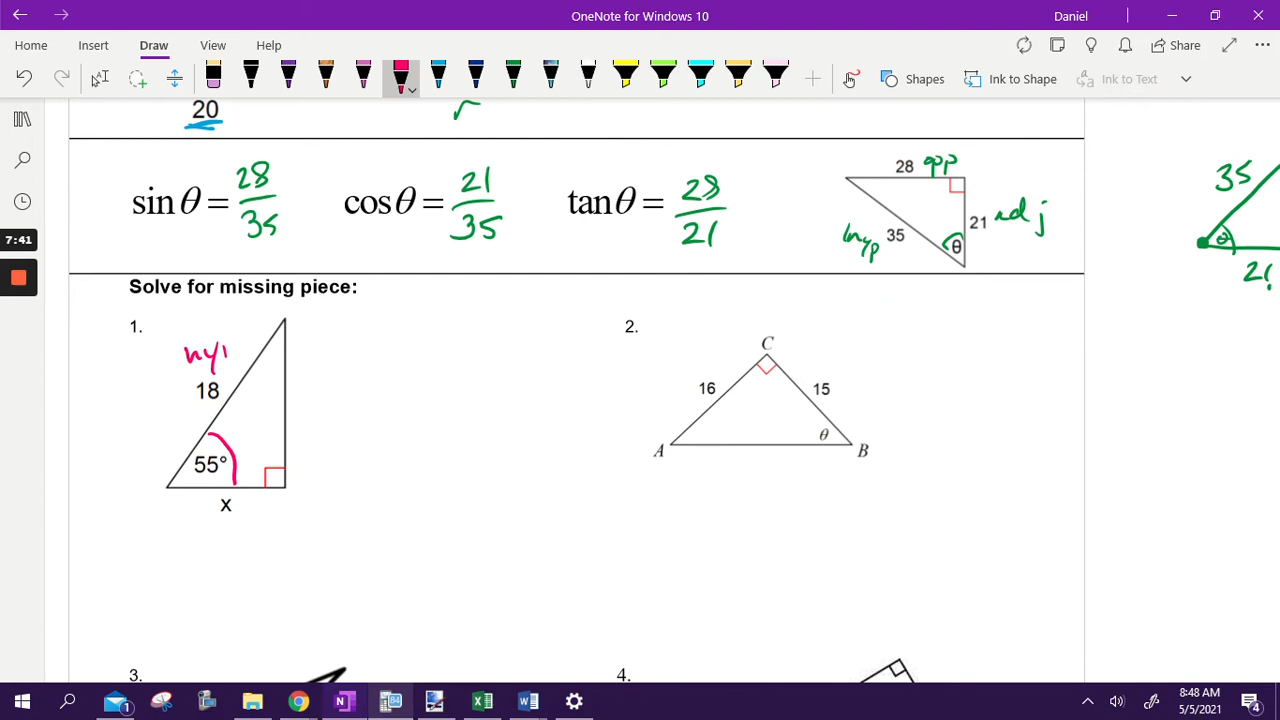 OneNote for Windows 10
Daniel
Home Insert Draw View Help
Share
Ink to Shape
Shapes
Ink to Text
20
sin θ = 28/35
cos θ = 21/35
tan θ = 28/21
28 opp
21 adj
hyp 35
θ
35
θ
21
7:41
Solve for missing piece:
1.
hyp
18
55°
x
2.
C
16
15
θ
A
B
3.
4.
8:48 AM
5/5/2021